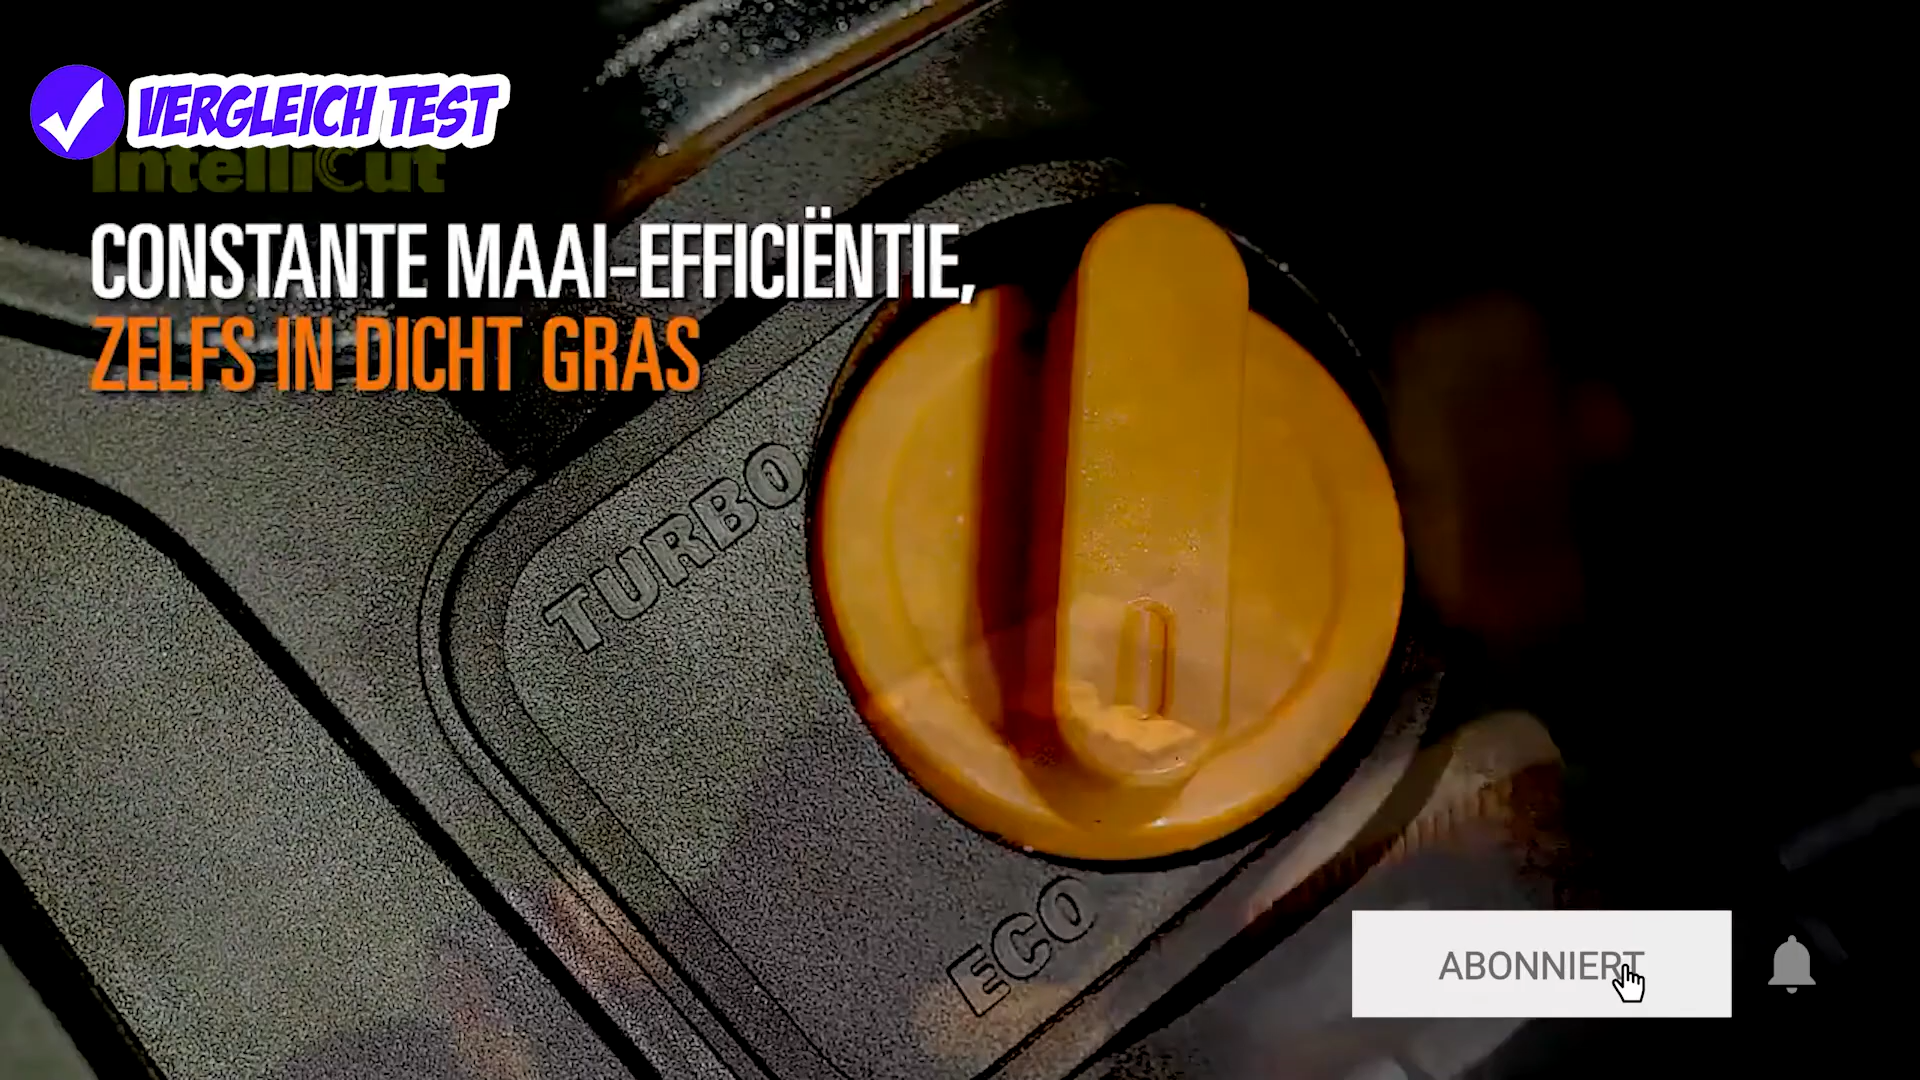 VERGLEICH TEST
IntelliCut
CONSTANTE MAAI-EFFICIËNTIE,
ZELFS IN DICHT GRAS
TURBO
ECO
ABONNIERT